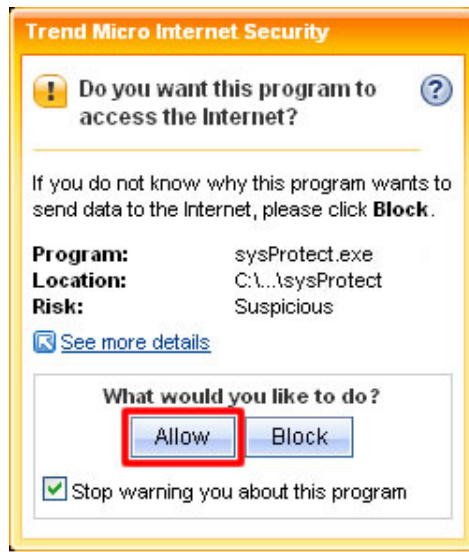 Trend Micro Internet Security
! Do you want this program to ?
access the Internet?
If you do not know why this program wants to
send data to the Internet, please click Block.
Program: sysProtect.exe
Location: C:\...\sysProtect
Risk: Suspicious
See more details
What would you like to do?
Allow Block
Stop warning you about this program